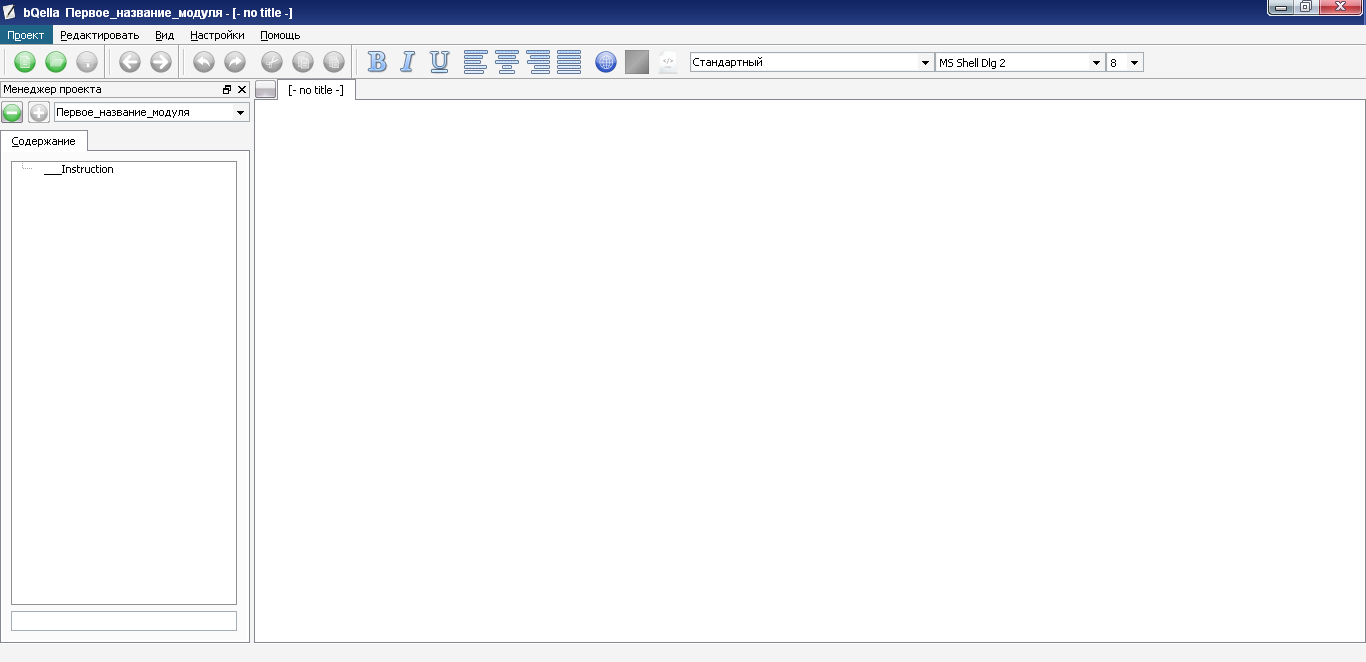 bQella Первое_название_модуля - [- no title -]
Проект Редактировать Вид Настройки Помощь
B I U Стандартный MS Shell Dlg 2 8
Менеджер проекта
[- no title -]
Первое_название_модуля
Содержание
___Instruction